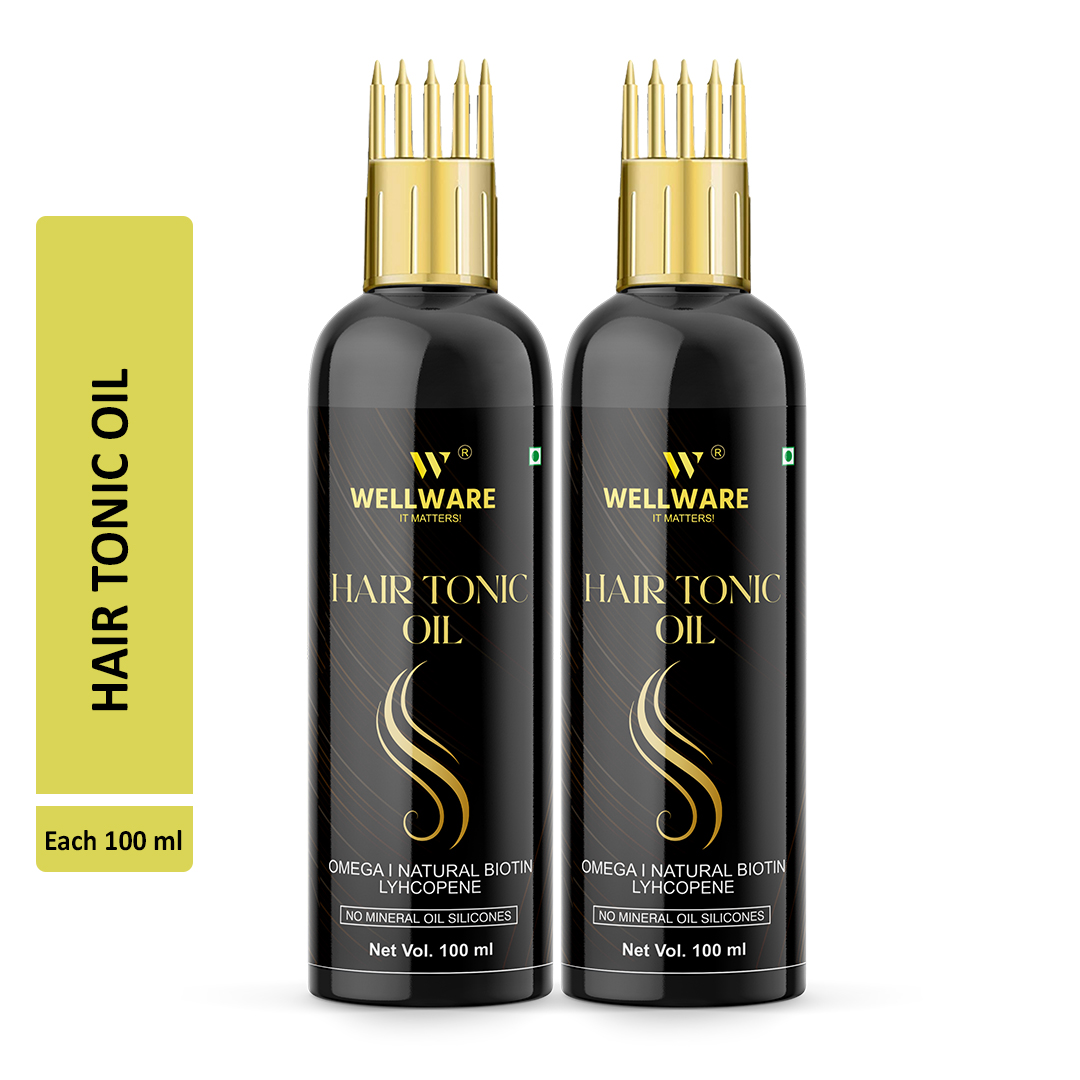 HAIR TONIC OIL
Each 100 ml
W ®
WELLWARE
IT MATTERS!
HAIR TONIC
OIL
OMEGA I NATURAL BIOTIN
LYHCOPENE
NO MINERAL OIL SILICONES
Net Vol. 100 ml
W ®
WELLWARE
IT MATTERS!
HAIR TONIC
OIL
OMEGA I NATURAL BIOTIN
LYHCOPENE
NO MINERAL OIL SILICONES
Net Vol. 100 ml